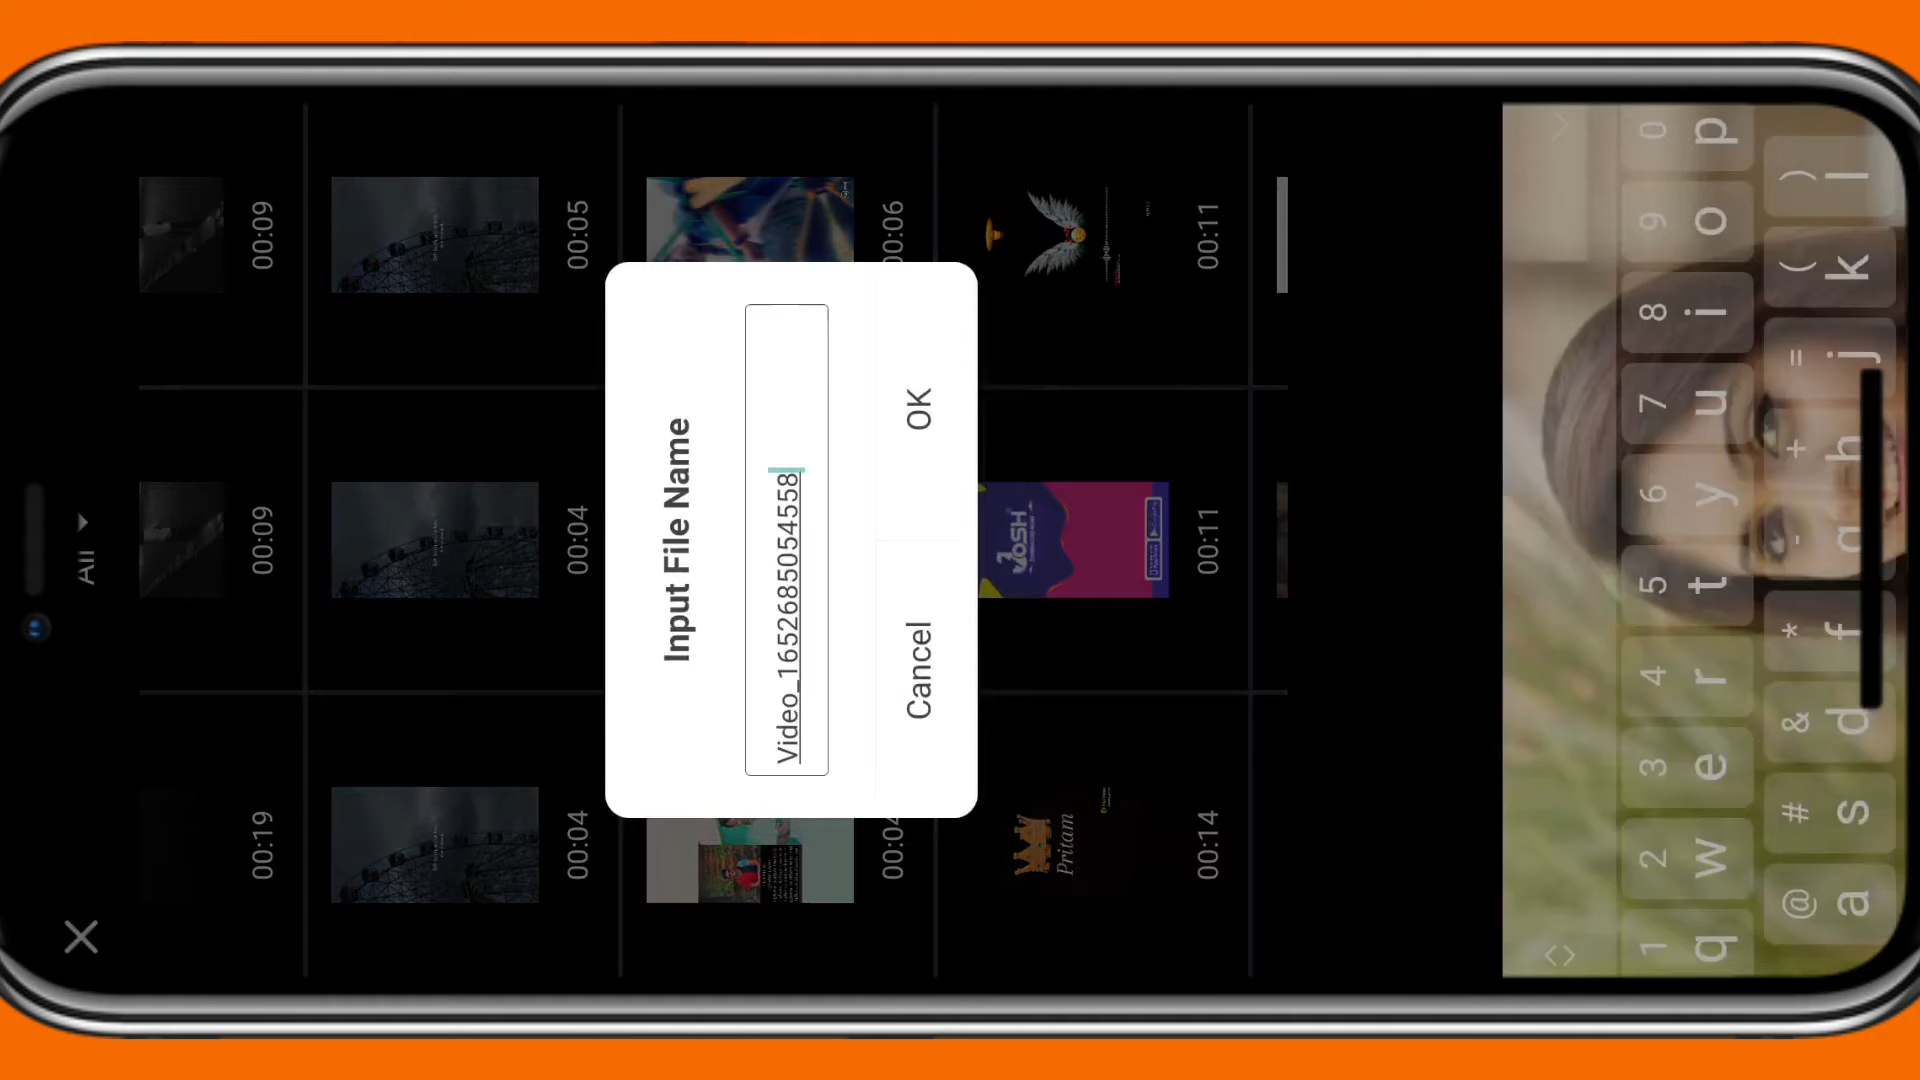 All
00:19
00:09
00:09
00:04
00:04
00:05
Input File Name
Video_1652685054558
Cancel
OK
00:04
00:06
Pritam
00:14
JOSH
00:11
00:11
1 2 3 4 5 6 7 8 9 0
q w e r t y u i o p
@ # & * - + = ( )
a s d f g h j k l